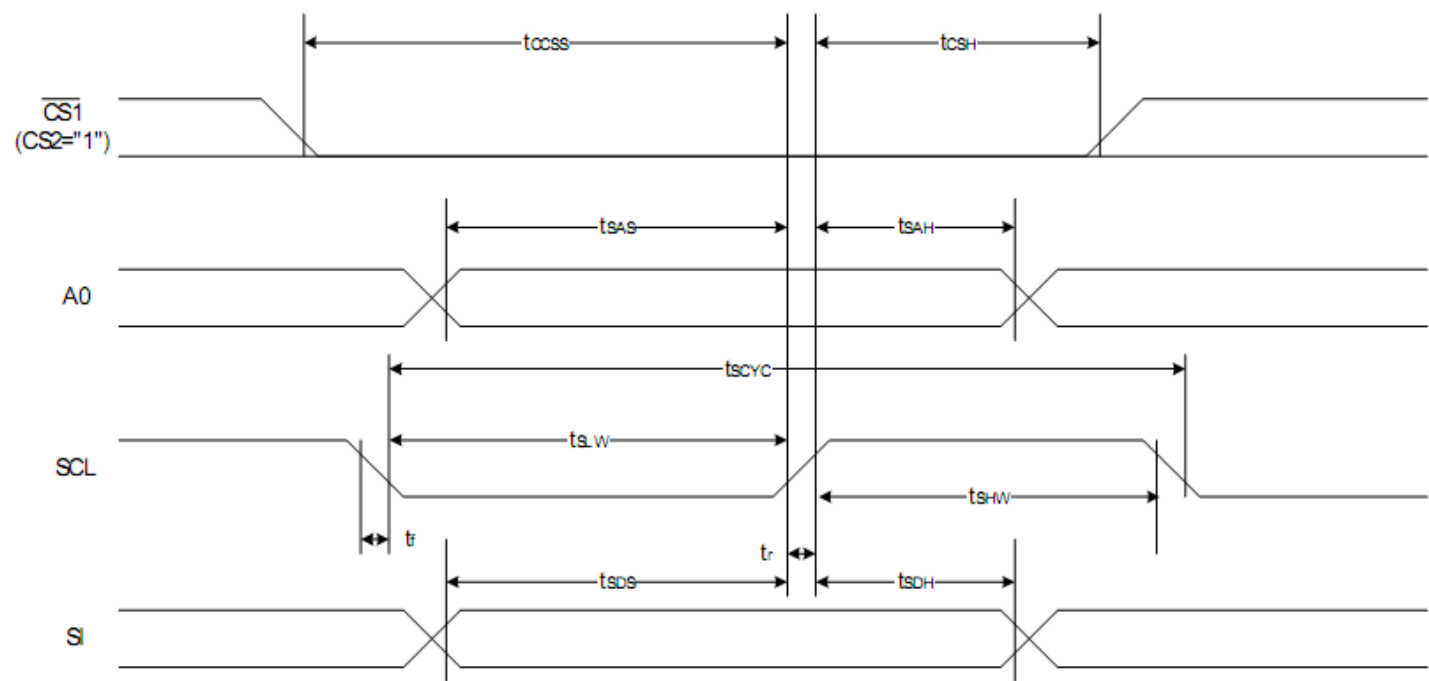 tCCSS tCSH
CS1
(CS2="1")
tSAS tSAH
A0
tSCYC
tSLW
SCL
tSHW
tf tr
tSDS tSDH
SI